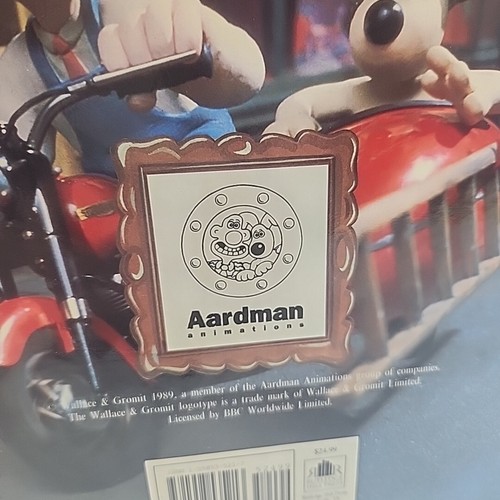 Aardman
animations
Wallace & Gromit 1989, a member of the Aardman Animations group of companies.
The Wallace & Gromit logotype is a trade mark of Wallace & Gromit Limited.
Licensed by BBC Worldwide Limited.
$24.99